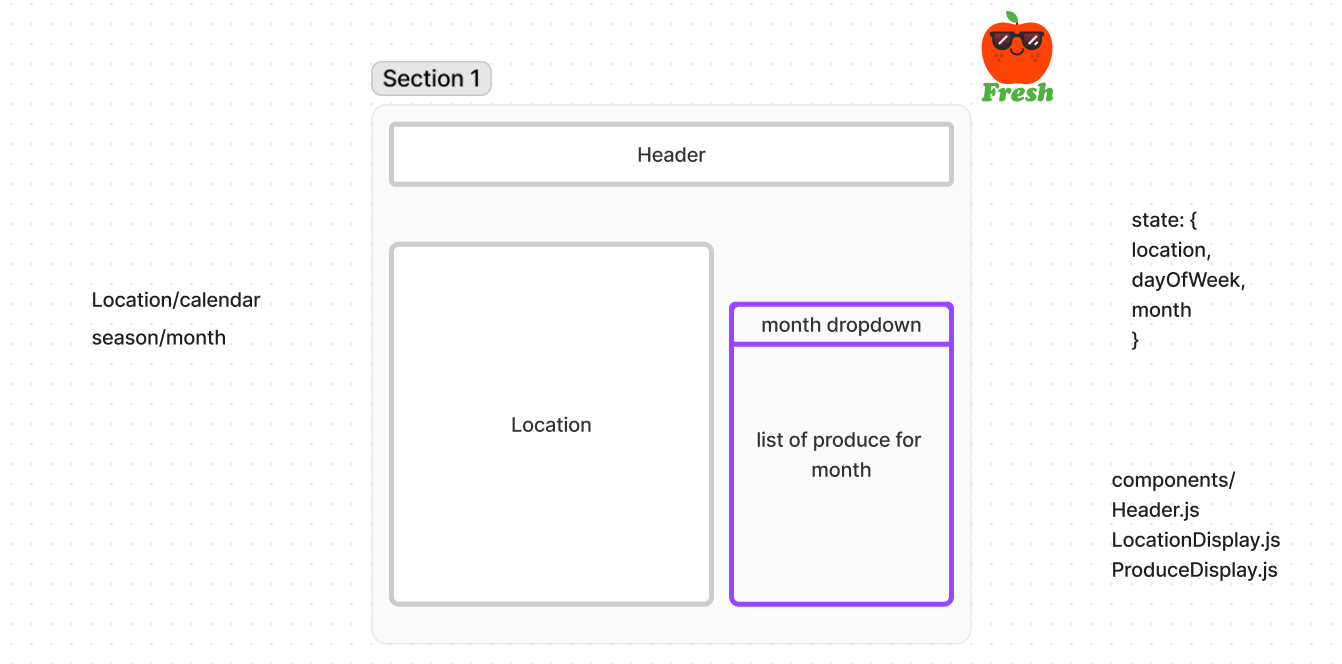 Fresh
Section 1
Header
Location/calendar
season/month
Location
month dropdown
list of produce for
month
state: {
location,
dayOfWeek,
month
}
components/
Header.js
LocationDisplay.js
ProduceDisplay.js